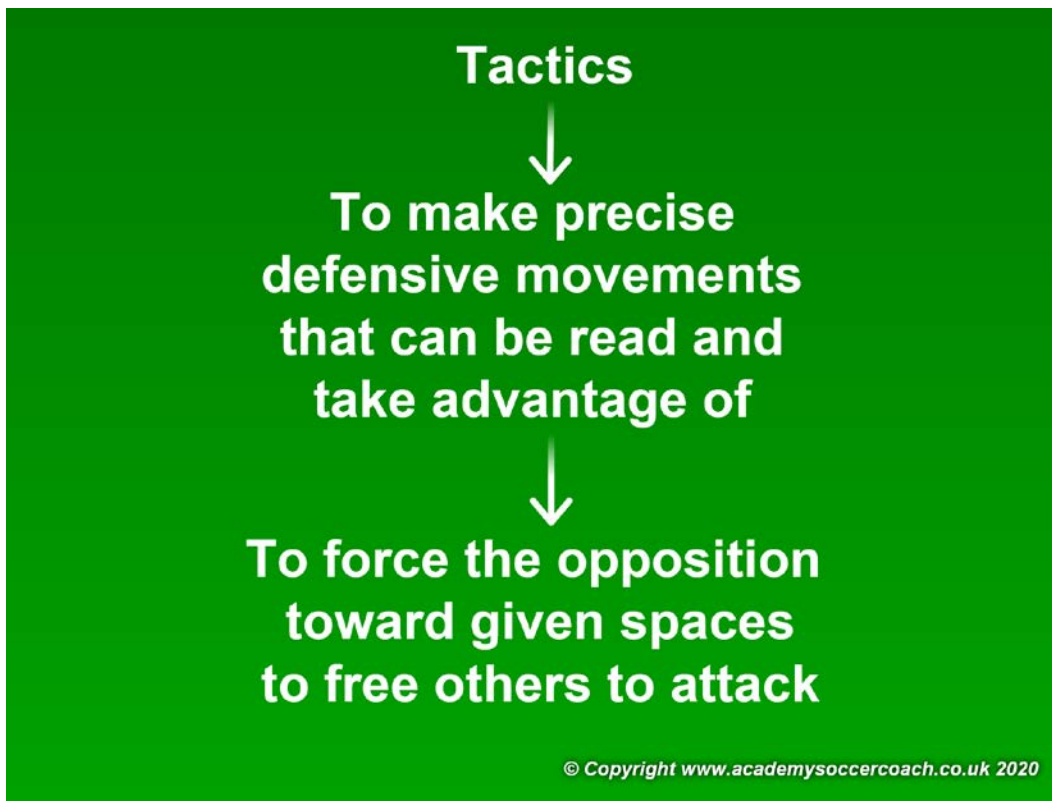 Tactics
To make precise
defensive movements
that can be read and
take advantage of
To force the opposition
toward given spaces
to free others to attack
© Copyright www.academysoccercoach.co.uk 2020